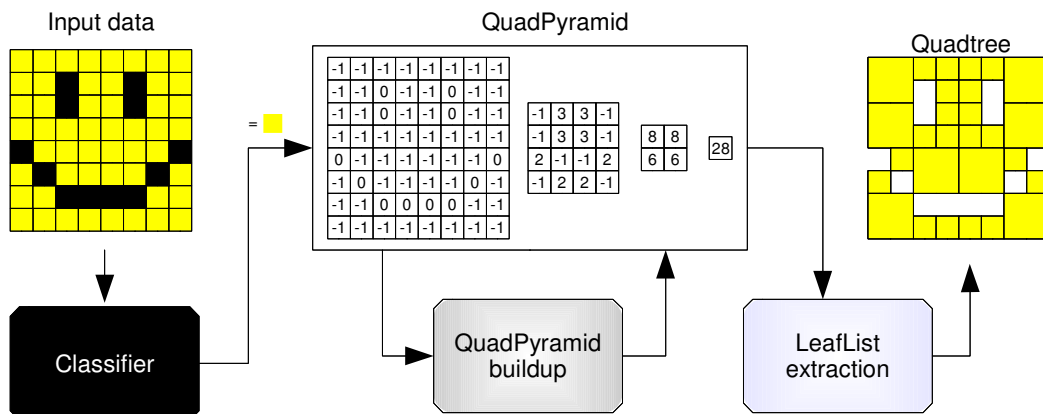 Input data
QuadPyramid
Quadtree
=
-1 -1 -1 -1 -1 -1 -1 -1
-1 -1 0 -1 -1 0 -1 -1
-1 -1 0 -1 -1 0 -1 -1
-1 -1 -1 -1 -1 -1 -1 -1
0 -1 -1 -1 -1 -1 -1 0
-1 0 -1 -1 -1 -1 0 -1
-1 -1 0 0 0 0 -1 -1
-1 -1 -1 -1 -1 -1 -1 -1
-1 3 3 -1
-1 3 3 -1
2 -1 -1 2
-1 2 2 -1
8 8
6 6
28
Classifier
QuadPyramid
buildup
LeafList
extraction